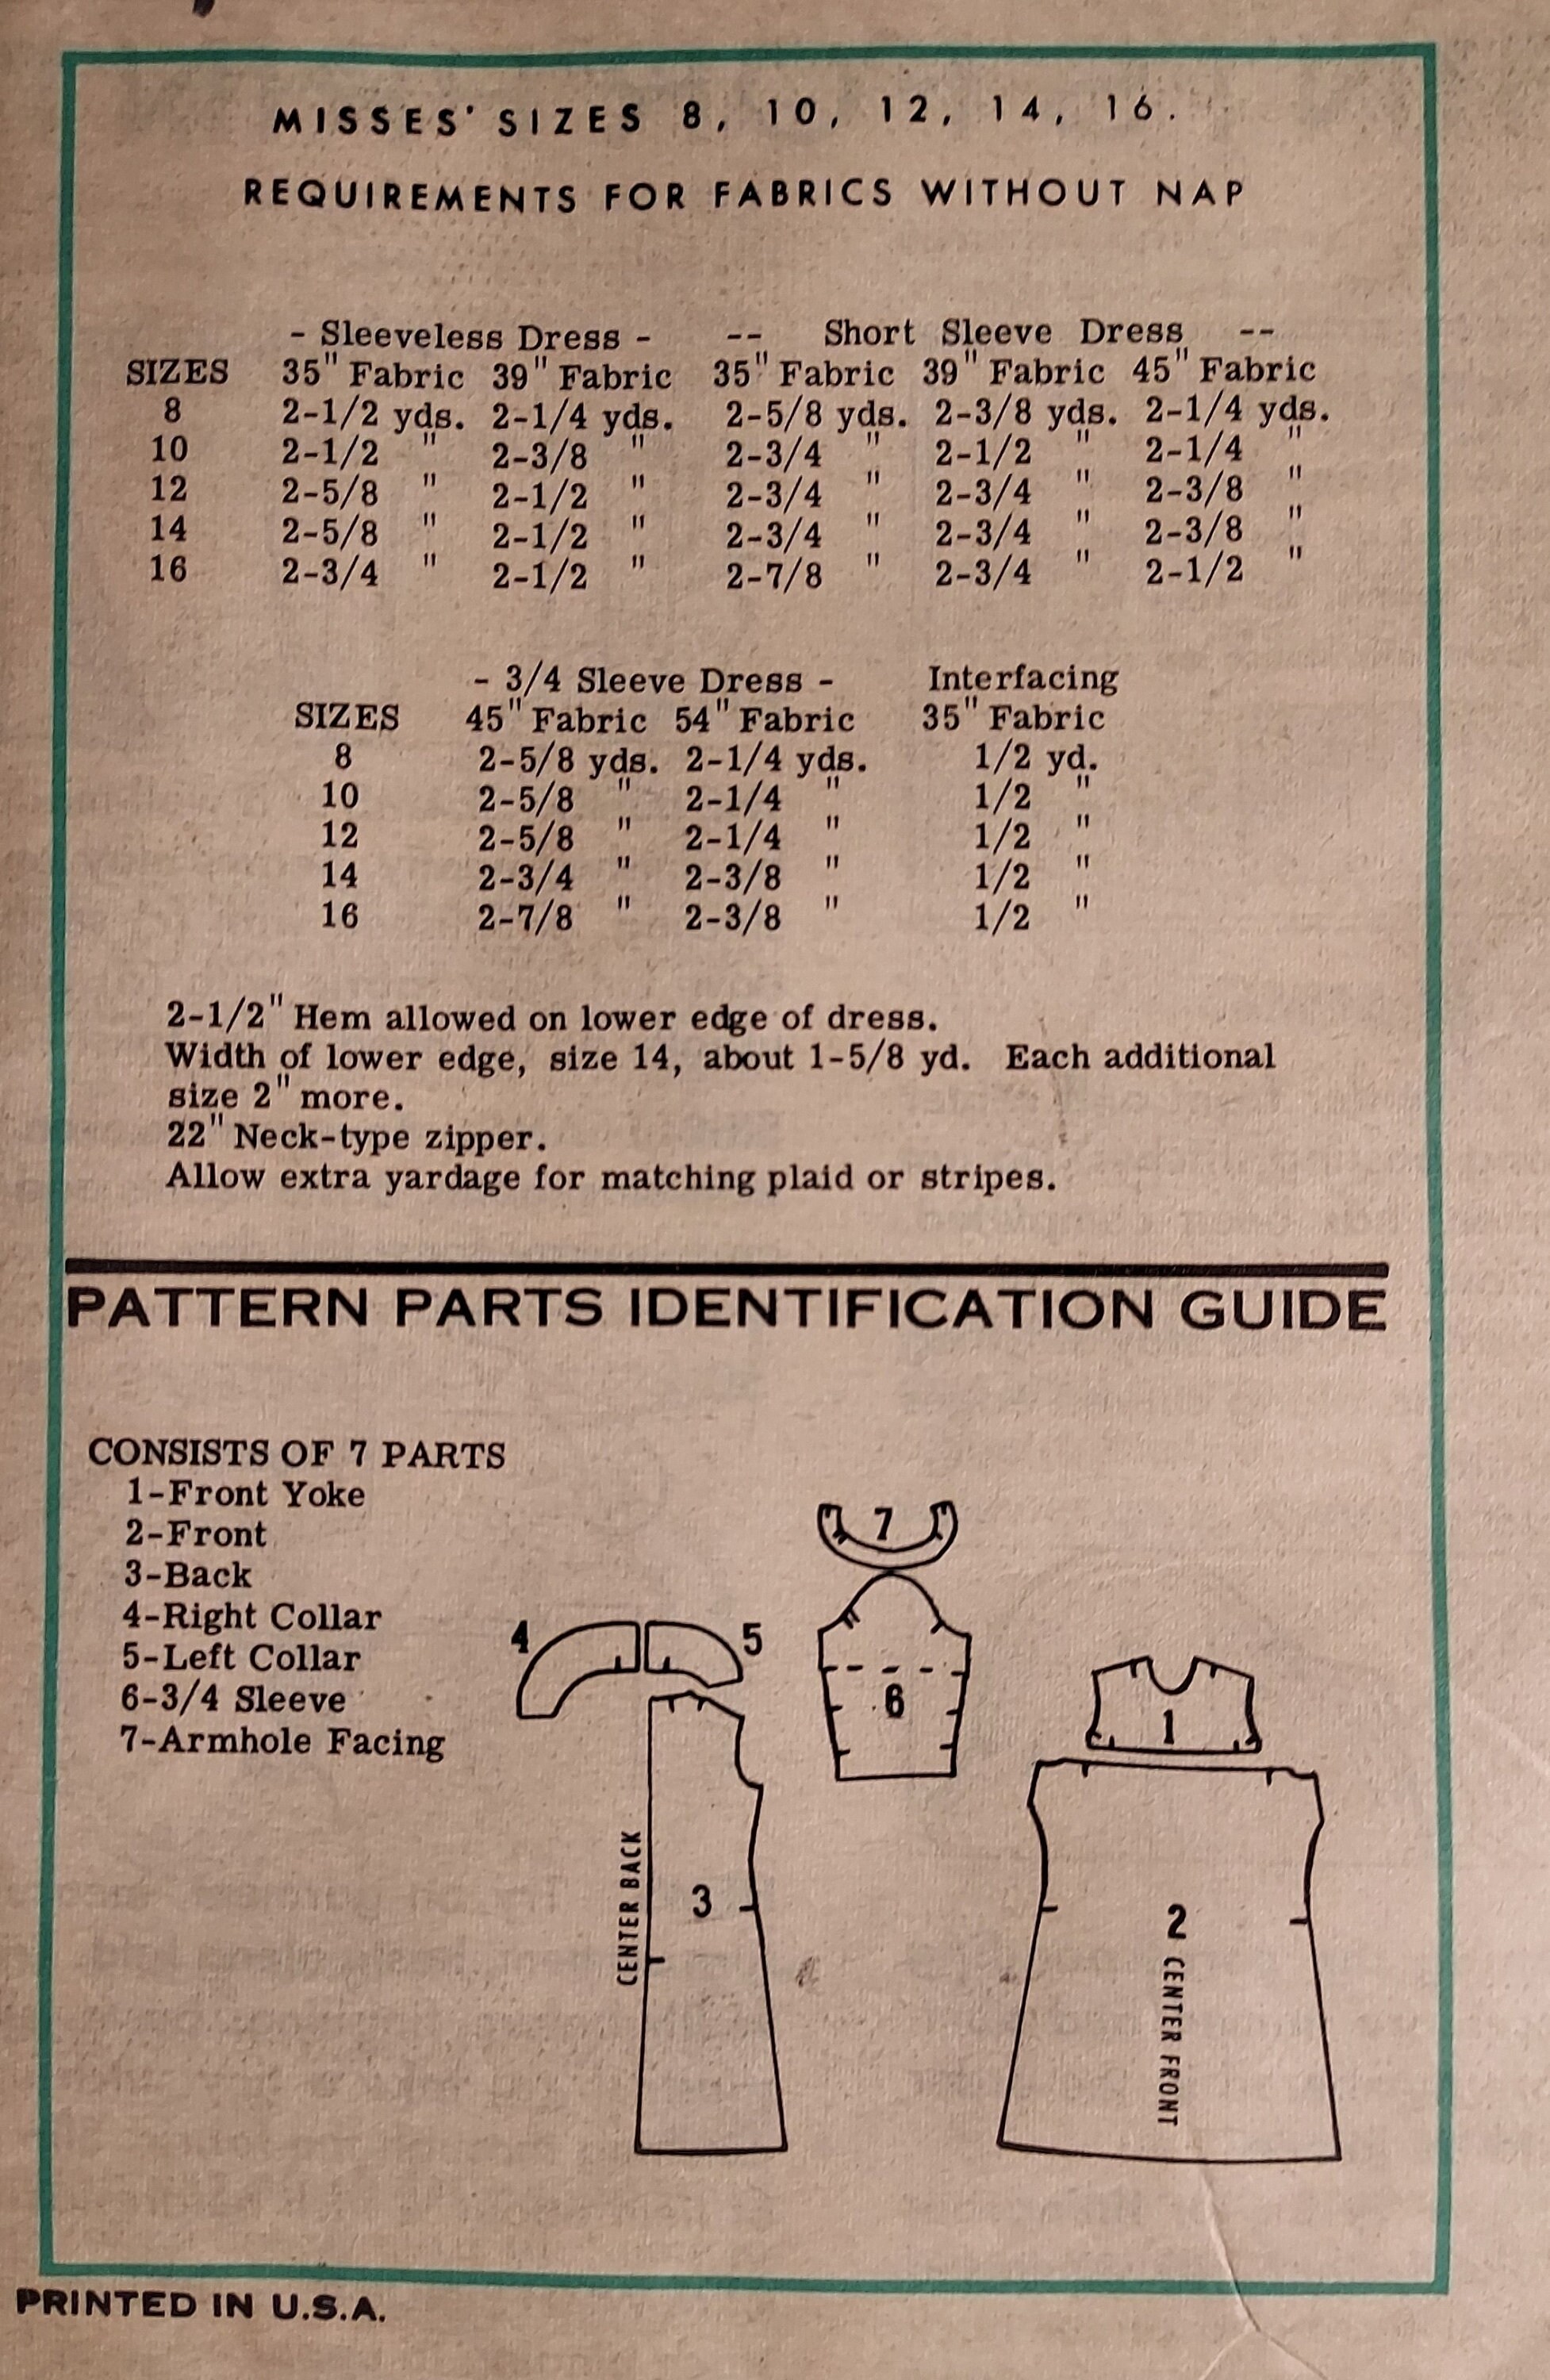 MISSES' SIZES 8, 10, 12, 14, 16.
REQUIREMENTS FOR FABRICS WITHOUT NAP
- Sleeveless Dress - -- Short Sleeve Dress --
SIZES 35" Fabric 39" Fabric 35" Fabric 39" Fabric 45" Fabric
8 2-1/2 yds. 2-1/4 yds. 2-5/8 yds. 2-3/8 yds. 2-1/4 yds.
10 2-1/2 " 2-3/8 " 2-3/4 " 2-1/2 " 2-1/4 "
12 2-5/8 " 2-1/2 " 2-3/4 " 2-3/4 " 2-3/8 "
14 2-5/8 " 2-1/2 " 2-3/4 " 2-3/4 " 2-3/8 "
16 2-3/4 " 2-1/2 " 2-7/8 " 2-3/4 " 2-1/2 "
- 3/4 Sleeve Dress - Interfacing
SIZES 45" Fabric 54" Fabric 35" Fabric
8 2-5/8 yds. 2-1/4 yds. 1/2 yd.
10 2-5/8 " 2-1/4 " 1/2 "
12 2-5/8 " 2-1/4 " 1/2 "
14 2-3/4 " 2-3/8 " 1/2 "
16 2-7/8 " 2-3/8 " 1/2 "
2-1/2" Hem allowed on lower edge of dress.
Width of lower edge, size 14, about 1-5/8 yd. Each additional
size 2" more.
22" Neck-type zipper.
Allow extra yardage for matching plaid or stripes.
PATTERN PARTS IDENTIFICATION GUIDE
CONSISTS OF 7 PARTS
1-Front Yoke
2-Front
3-Back
4-Right Collar
5-Left Collar
6-3/4 Sleeve
7-Armhole Facing
7
4
5
6
1
3
CENTER BACK
2
CENTER FRONT
PRINTED IN U.S.A.